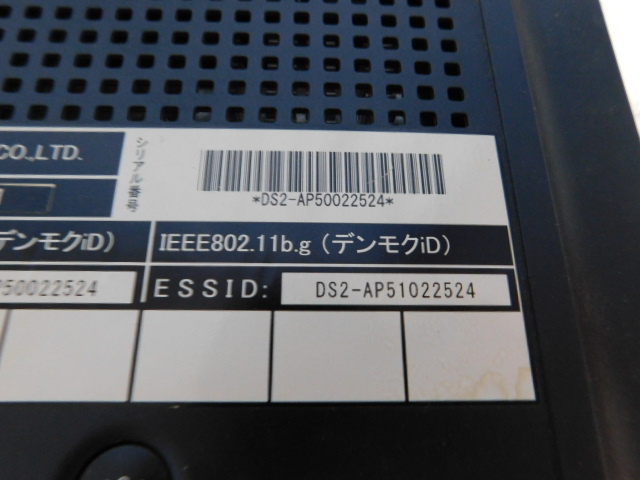 CO.,LTD.
シリアル番号
*DS2-AP50022524*
デンモクiD)
IEEE802.11b.g (デンモクiD)
P50022524
ESSID:
DS2-AP51022524